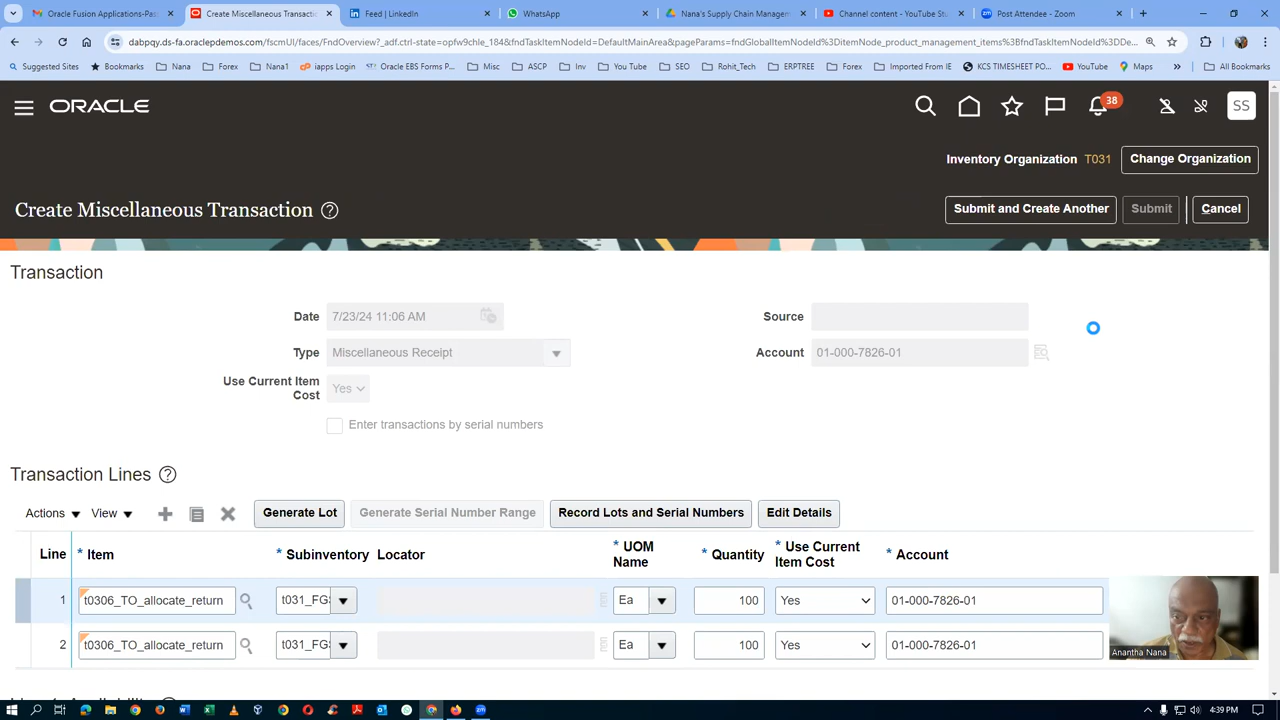 Oracle Fusion Applications-Pass
Create Miscellaneous Transactio
Feed | LinkedIn
WhatsApp
Nana's Supply Chain Managem
Channel content - YouTube Stu
Post Attendee - Zoom
dabpqy.ds-fa.oraclepdemos.com/fscmUI/faces/FndOverview?_adf.ctrl-state=opfw9chle_184&fndTaskItemNodeId=DefaultMainArea&pageParams=fndGlobalItemNodeId%3DitemNode_product_management_items%3BfndTaskItemNodeId%3DDe...
Suggested Sites Bookmarks Nana Forex Nana1 iapps Login Oracle EBS Forms P... Misc ASCP Inv You Tube SEO Rohit_Tech ERPTREE Forex Imported From IE KCS TIMESHEET PO... YouTube Maps All Bookmarks
ORACLE 38 SS
Inventory Organization T031 Change Organization
Create Miscellaneous Transaction Submit and Create Another Submit Cancel
Transaction
Date 7/23/24 11:06 AM Source
Type Miscellaneous Receipt Account 01-000-7826-01
Use Current Item
Cost Yes
Enter transactions by serial numbers
Transaction Lines
Actions View Generate Lot Generate Serial Number Range Record Lots and Serial Numbers Edit Details
Line * Item * Subinventory Locator * UOM Name * Quantity * Use Current Item Cost * Account
1 t0306_TO_allocate_return t031_FGS Ea 100 Yes 01-000-7826-01
2 t0306_TO_allocate_return t031_FGS Ea 100 Yes 01-000-7826-01
Anantha Nana
4:39 PM